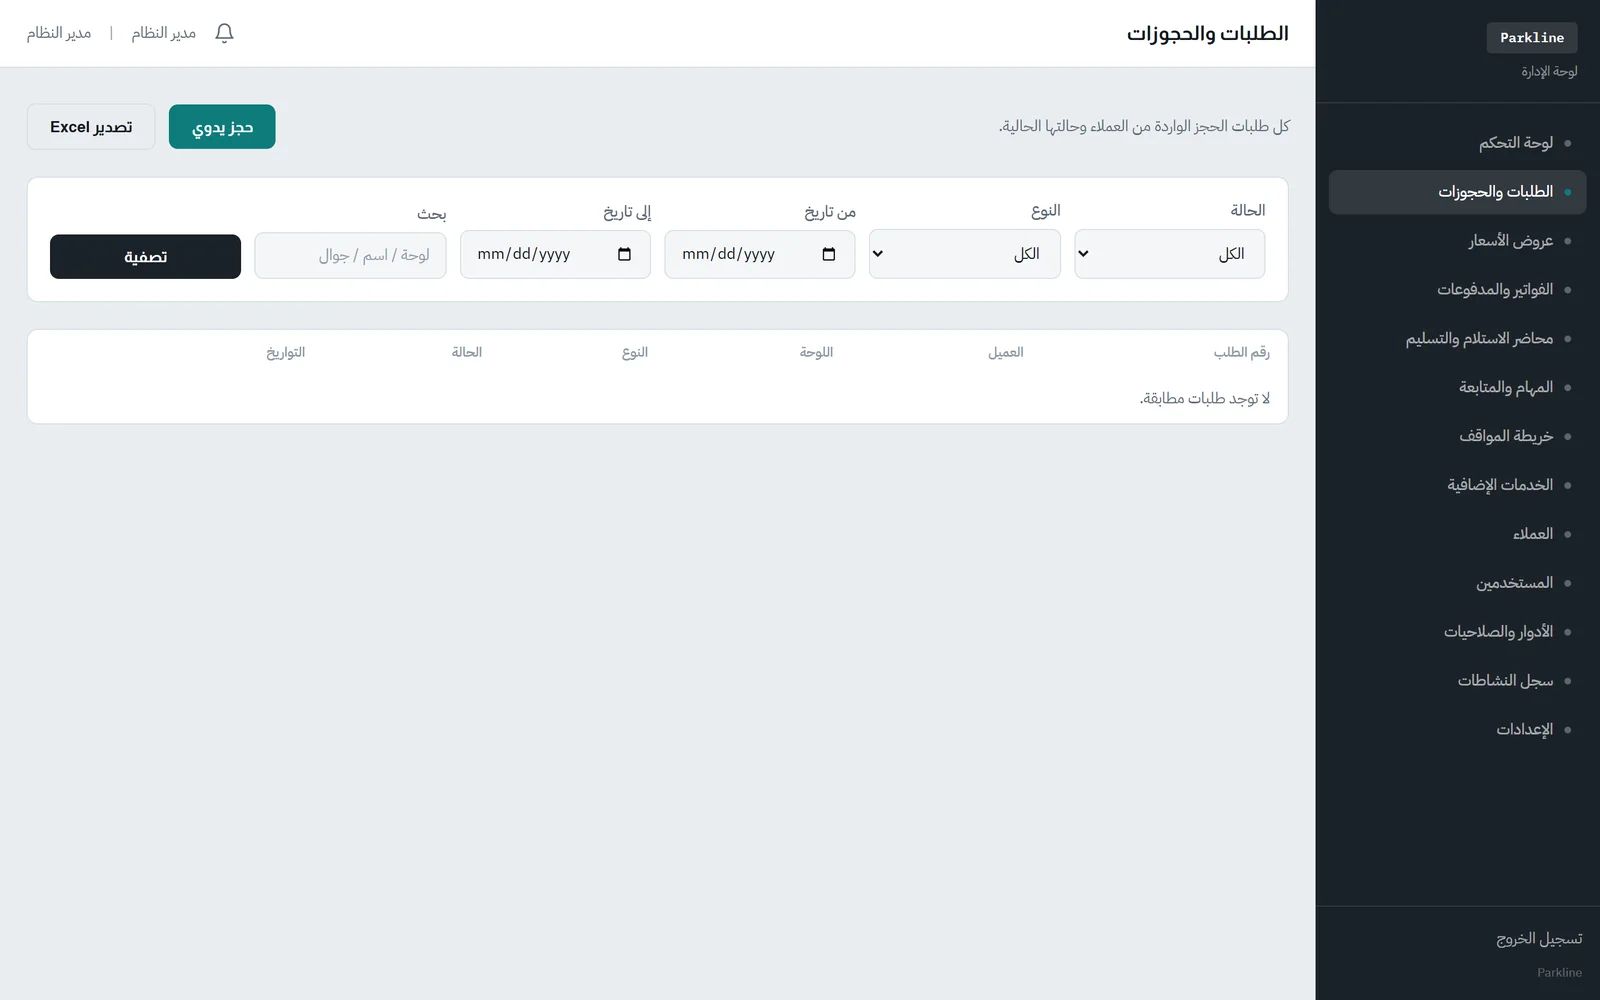 Parkline
لوحة الإدارة
لوحة التحكم
الطلبات والحجوزات
عروض الأسعار
الفواتير والمدفوعات
محاضر الاستلام والتسليم
المهام والمتابعة
خريطة المواقف
الخدمات الإضافية
العملاء
المستخدمين
الأدوار والصلاحيات
سجل النشاطات
الإعدادات
تسجيل الخروج
Parkline
الطلبات والحجوزات
مدير النظام | مدير النظام
كل طلبات الحجز الواردة من العملاء وحالتها الحالية.
حجز يدوي
تصدير Excel
الحالة النوع من تاريخ إلى تاريخ بحث
الكل الكل mm/dd/yyyy mm/dd/yyyy لوحة / اسم / جوال تصفية
رقم الطلب العميل اللوحة النوع الحالة التواريخ
لا توجد طلبات مطابقة.